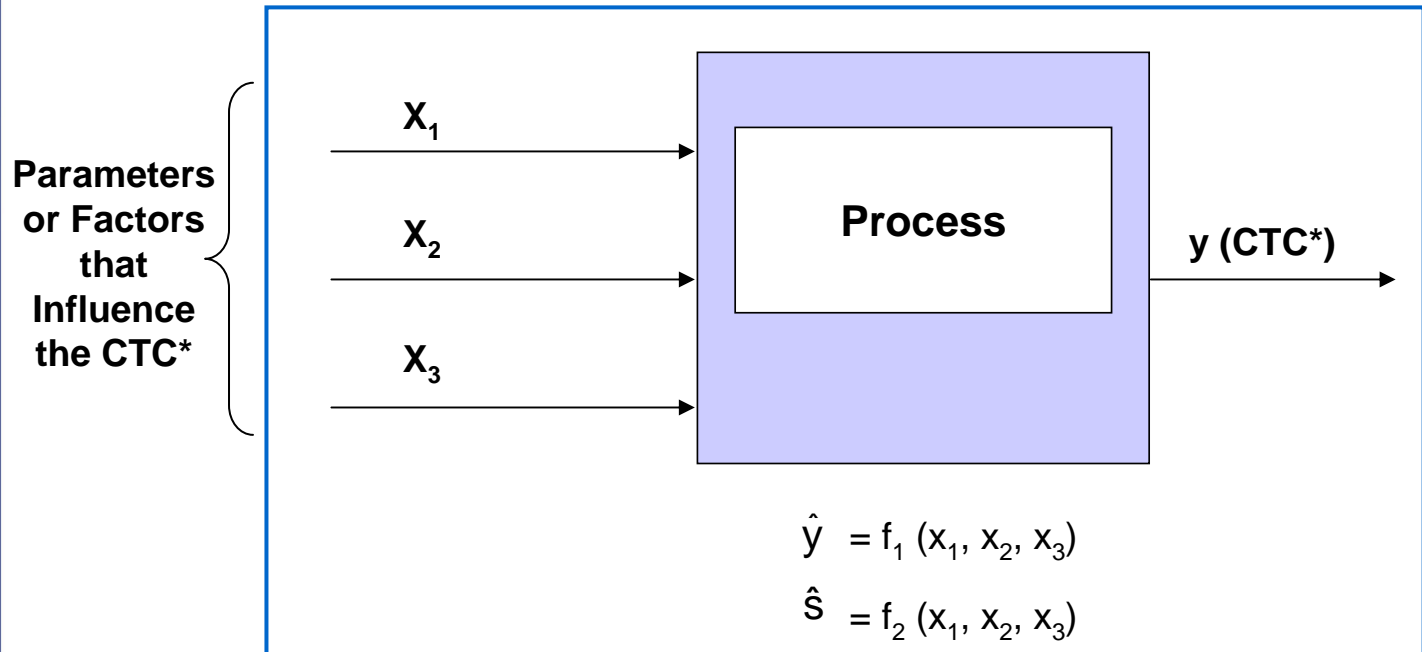 Parameters
or Factors
that
Influence
the CTC*
X₁
X₂
X₃
Process
y (CTC*)
ŷ = f₁ (x₁, x₂, x₃)
ŝ = f₂ (x₁, x₂, x₃)